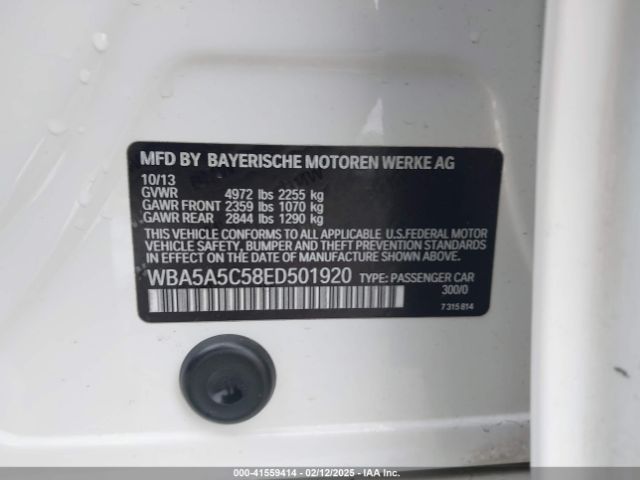 MFD BY BAYERISCHE MOTOREN WERKE AG
10/13
GVWR 4972 lbs 2255 kg
GAWR FRONT 2359 lbs 1070 kg
GAWR REAR 2844 lbs 1290 kg
THIS VEHICLE CONFORMS TO ALL APPLICABLE U.S.FEDERAL MOTOR
VEHICLE SAFETY, BUMPER AND THEFT PREVENTION STANDARDS
IN EFFECT ON THE DATE OF MANUFACTURE SHOWN ABOVE.
WBA5A5C58ED501920 TYPE: PASSENGER CAR
300/0
7 315 814
000-41559414 - 02/12/2025 - IAA Inc.